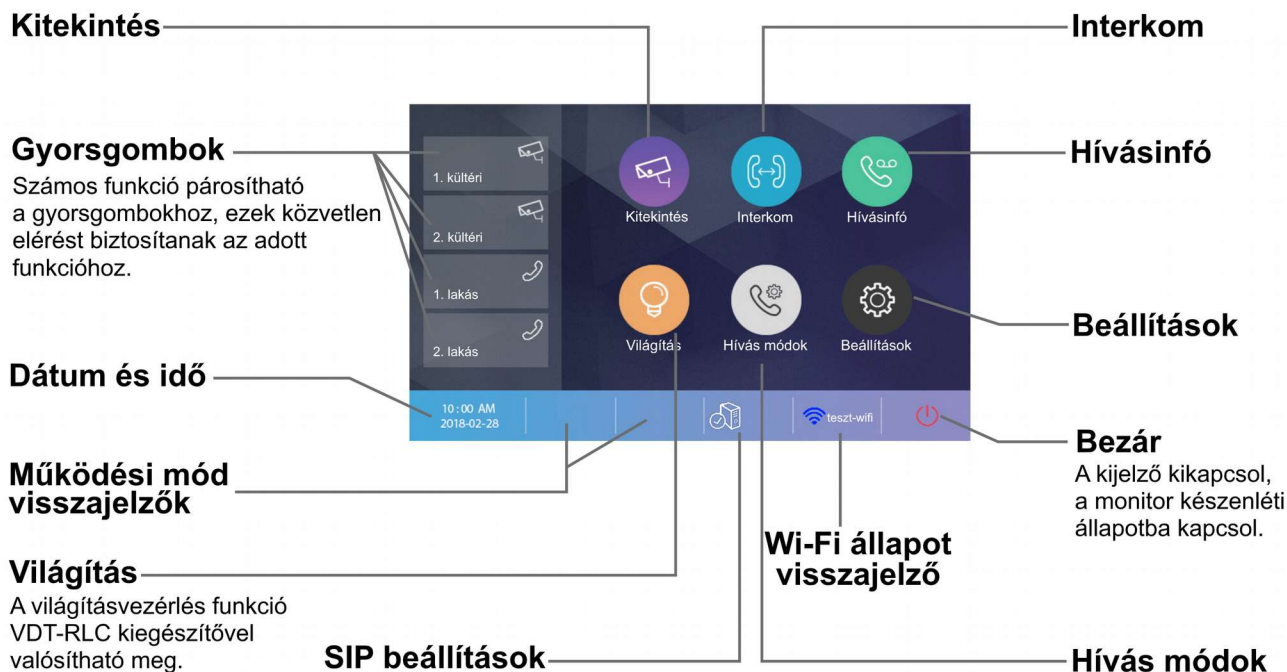 Kitekintés
Interkom
Gyorsgombok
Számos funkció párosítható
a gyorsgombokhoz, ezek közvetlen
elérést biztosítanak az adott
funkcióhoz.
Hívásinfó
1. kültéri
2. kültéri
1. lakás
2. lakás
Kitekintés
Interkom
Hívásinfó
Világítás
Hívás módok
Beállítások
Beállítások
Dátum és idő
10:00 AM
2018-02-28
teszt-wifi
Működési mód
visszajelzők
Bezár
A kijelző kikapcsol,
a monitor készenléti
állapotba kapcsol.
Wi-Fi állapot
visszajelző
Világítás
A világításvezérlés funkció
VDT-RLC kiegészítővel
valósítható meg.
SIP beállítások
Hívás módok